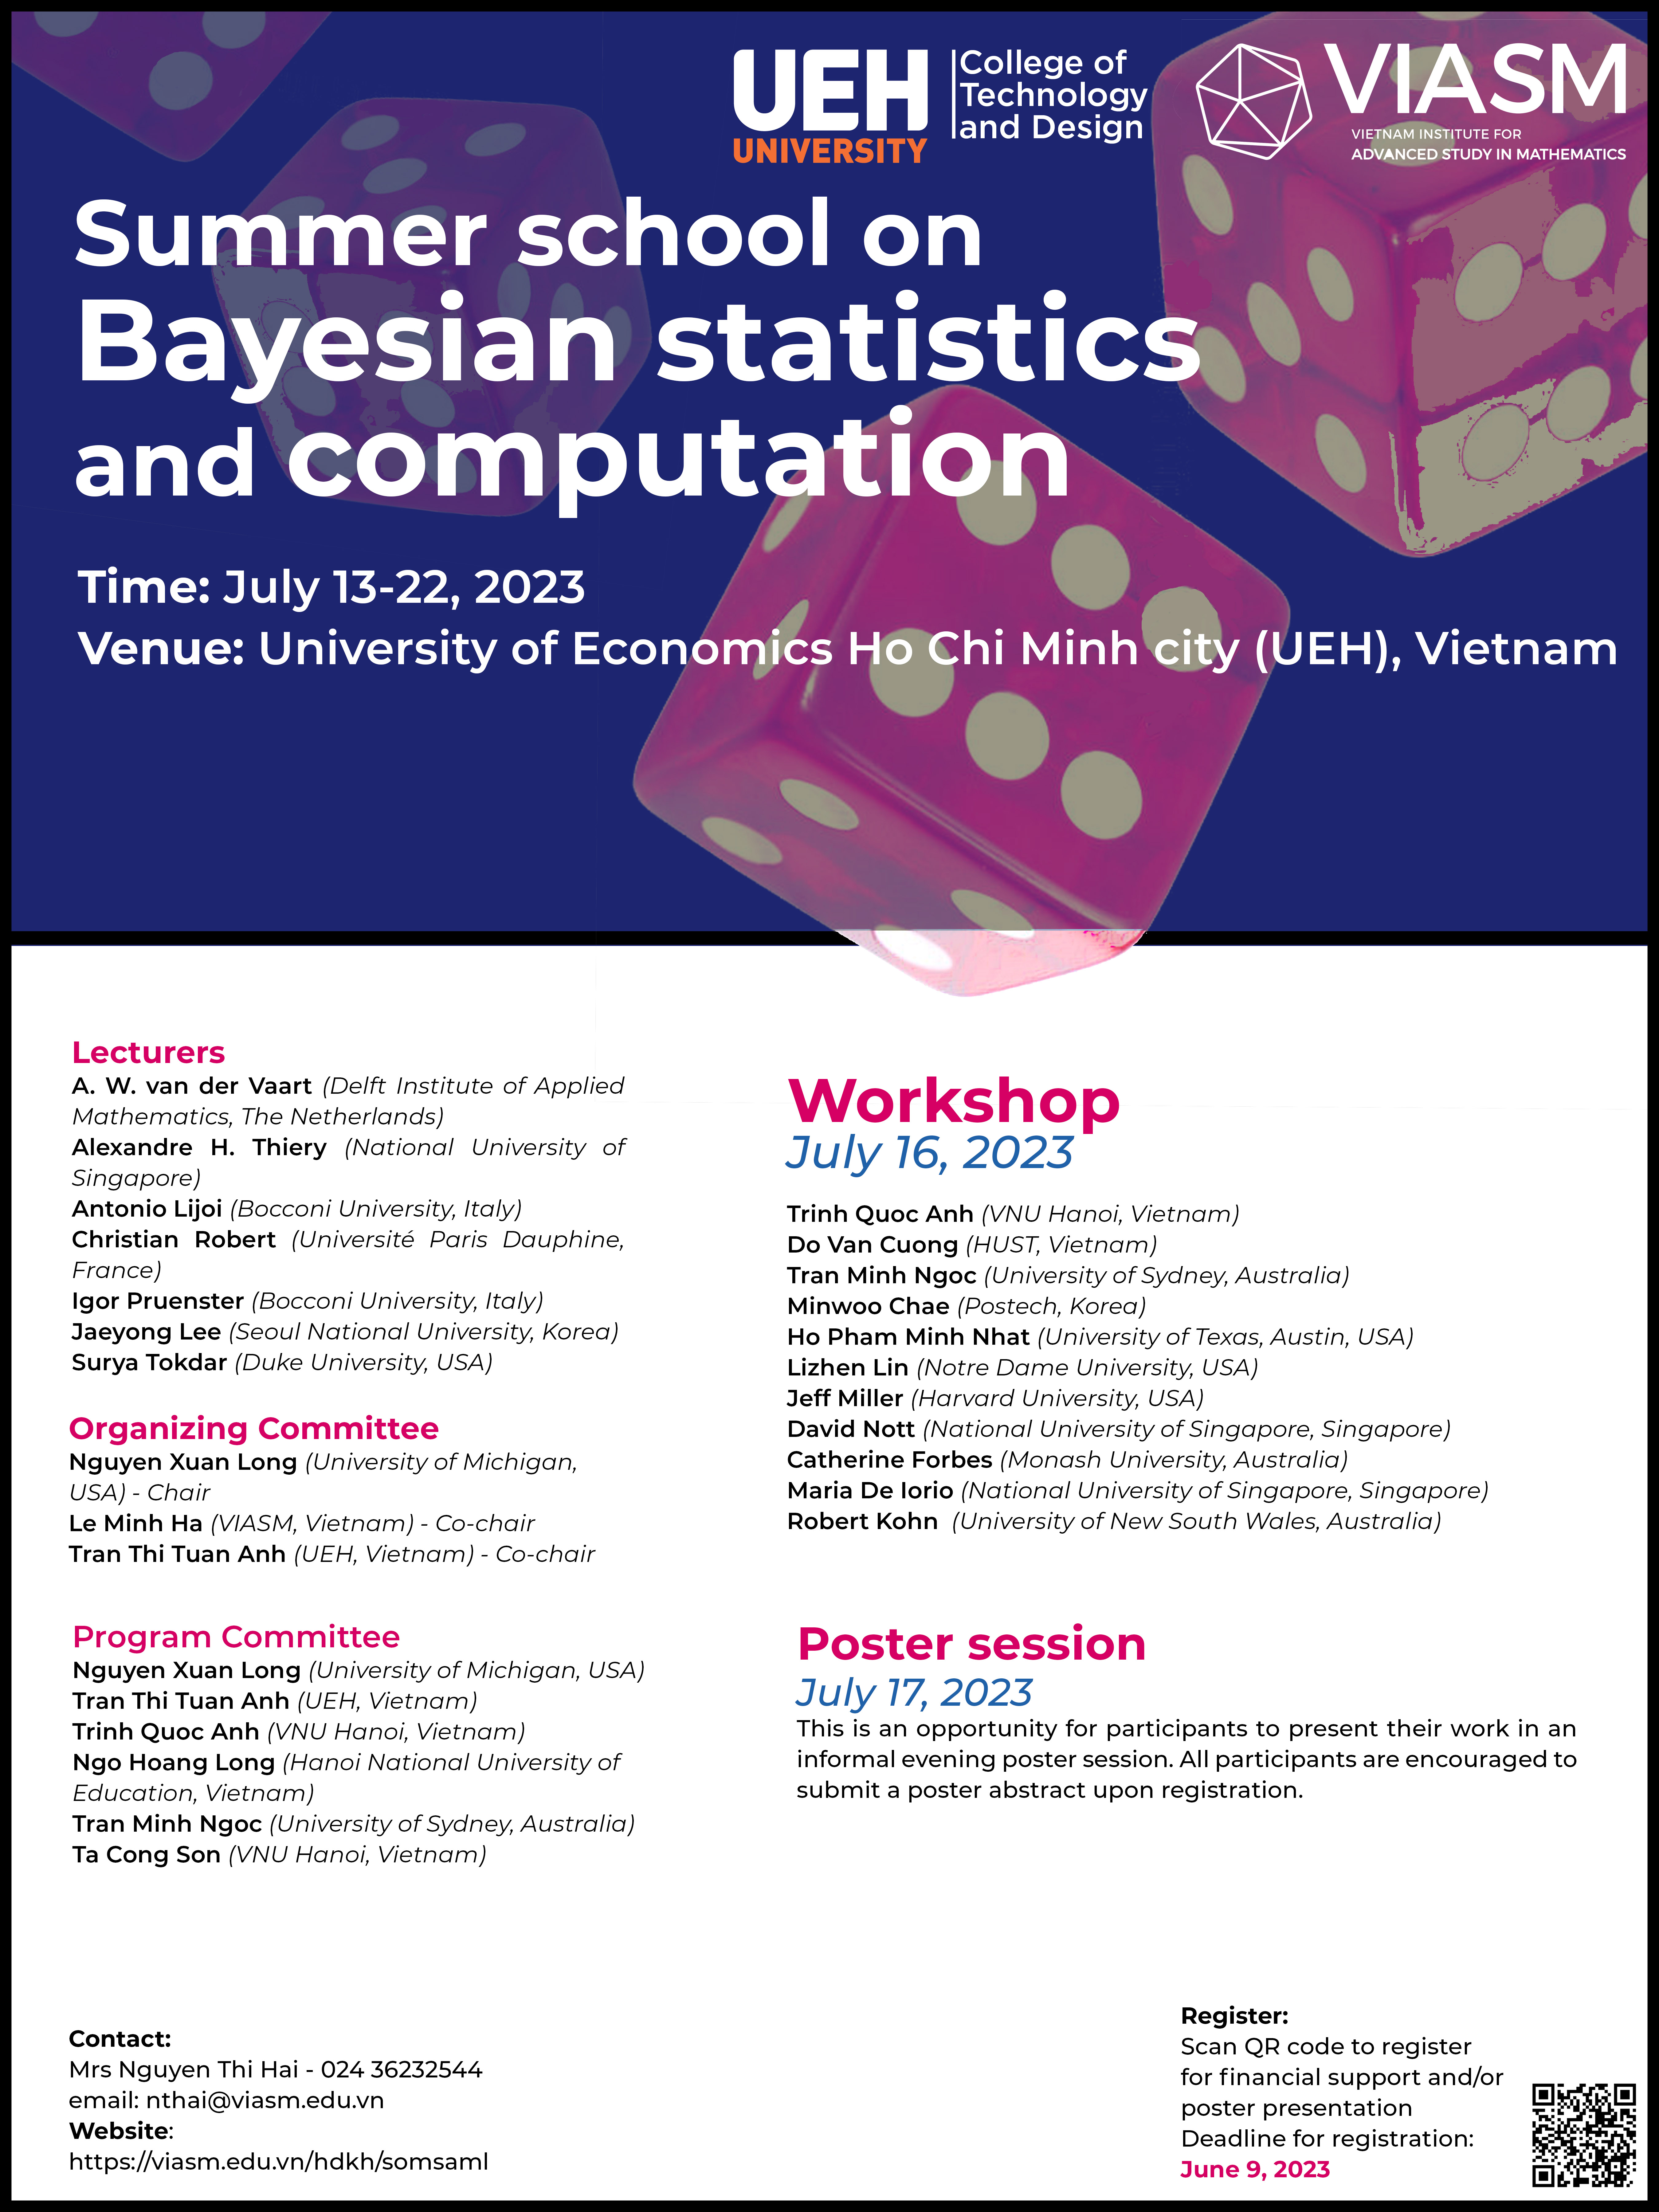 UEH
UNIVERSITY
College of
Technology
and Design
VIASM
VIETNAM INSTITUTE FOR
ADVANCED STUDY IN MATHEMATICS
Summer school on
Bayesian statistics
and computation
Time: July 13-22, 2023
Venue: University of Economics Ho Chi Minh city (UEH), Vietnam
Lecturers
A. W. van der Vaart (Delft Institute of Applied
Mathematics, The Netherlands)
Alexandre H. Thiery (National University of
Singapore)
Antonio Lijoi (Bocconi University, Italy)
Christian Robert (Université Paris Dauphine,
France)
Igor Pruenster (Bocconi University, Italy)
Jaeyong Lee (Seoul National University, Korea)
Surya Tokdar (Duke University, USA)
Organizing Committee
Nguyen Xuan Long (University of Michigan,
USA) - Chair
Le Minh Ha (VIASM, Vietnam) - Co-chair
Tran Thi Tuan Anh (UEH, Vietnam) - Co-chair
Program Committee
Nguyen Xuan Long (University of Michigan, USA)
Tran Thi Tuan Anh (UEH, Vietnam)
Trinh Quoc Anh (VNU Hanoi, Vietnam)
Ngo Hoang Long (Hanoi National University of
Education, Vietnam)
Tran Minh Ngoc (University of Sydney, Australia)
Ta Cong Son (VNU Hanoi, Vietnam)
Workshop
July 16, 2023
Trinh Quoc Anh (VNU Hanoi, Vietnam)
Do Van Cuong (HUST, Vietnam)
Tran Minh Ngoc (University of Sydney, Australia)
Minwoo Chae (Postech, Korea)
Ho Pham Minh Nhat (University of Texas, Austin, USA)
Lizhen Lin (Notre Dame University, USA)
Jeff Miller (Harvard University, USA)
David Nott (National University of Singapore, Singapore)
Catherine Forbes (Monash University, Australia)
Maria De Iorio (National University of Singapore, Singapore)
Robert Kohn (University of New South Wales, Australia)
Poster session
July 17, 2023
This is an opportunity for participants to present their work in an
informal evening poster session. All participants are encouraged to
submit a poster abstract upon registration.
Contact:
Mrs Nguyen Thi Hai - 024 36232544
email: nthai@viasm.edu.vn
Website:
https://viasm.edu.vn/hdkh/somsaml
Register:
Scan QR code to register
for financial support and/or
poster presentation
Deadline for registration:
June 9, 2023